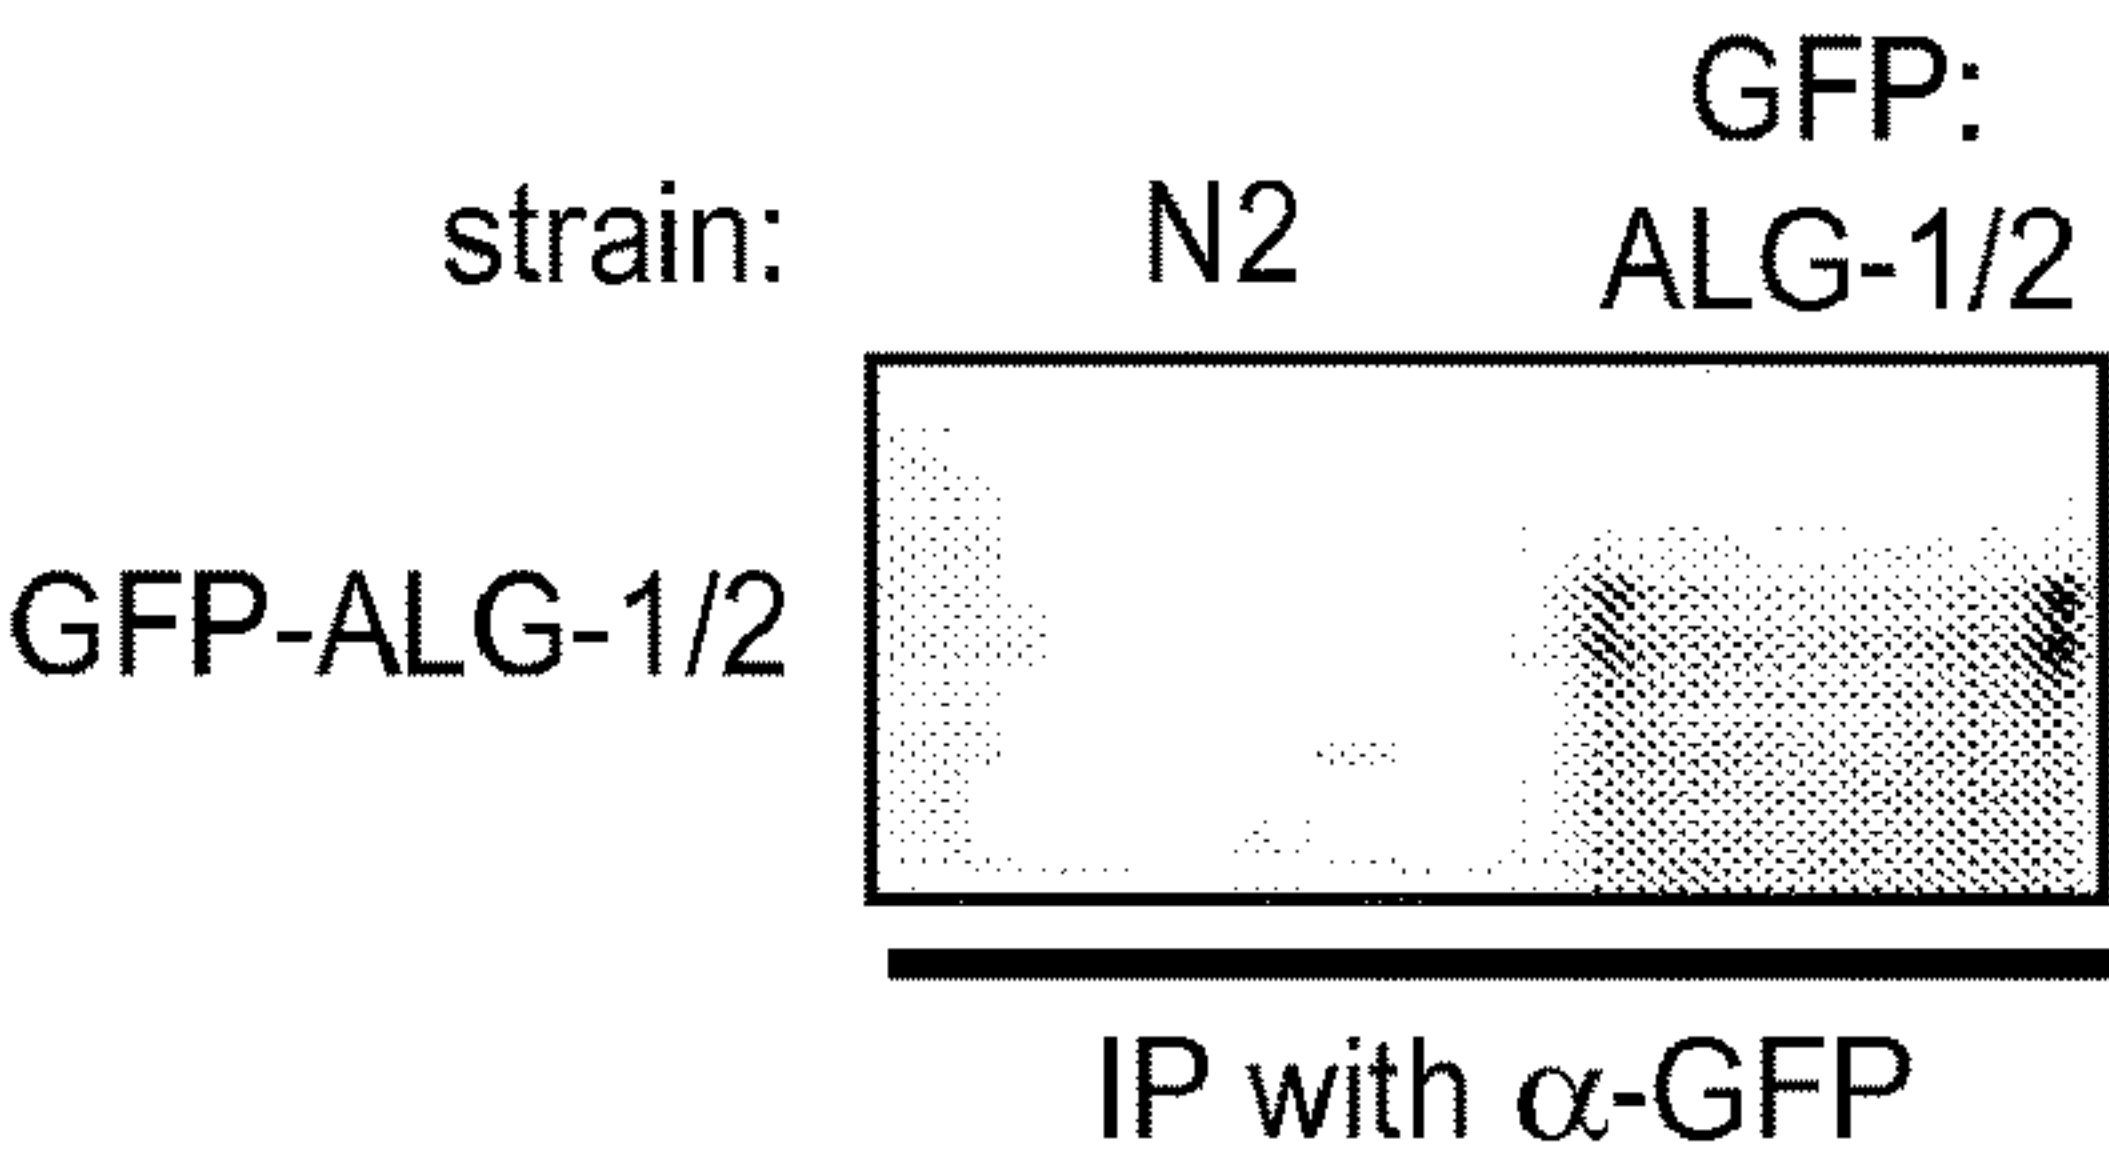 strain:
N2
GFP:
ALG-1/2
GFP-ALG-1/2
IP with α-GFP